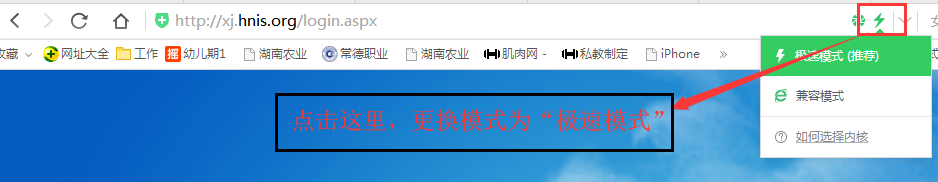 http://xj.hnis.org/login.aspx
收藏 网址大全 工作 摇 幼儿期1 湖南农业 常德职业 湖南农业 肌肉网 - 私教制定 iPhone »
极速模式 (推荐)
兼容模式
如何选择内核
点击这里，更换模式为“极速模式”